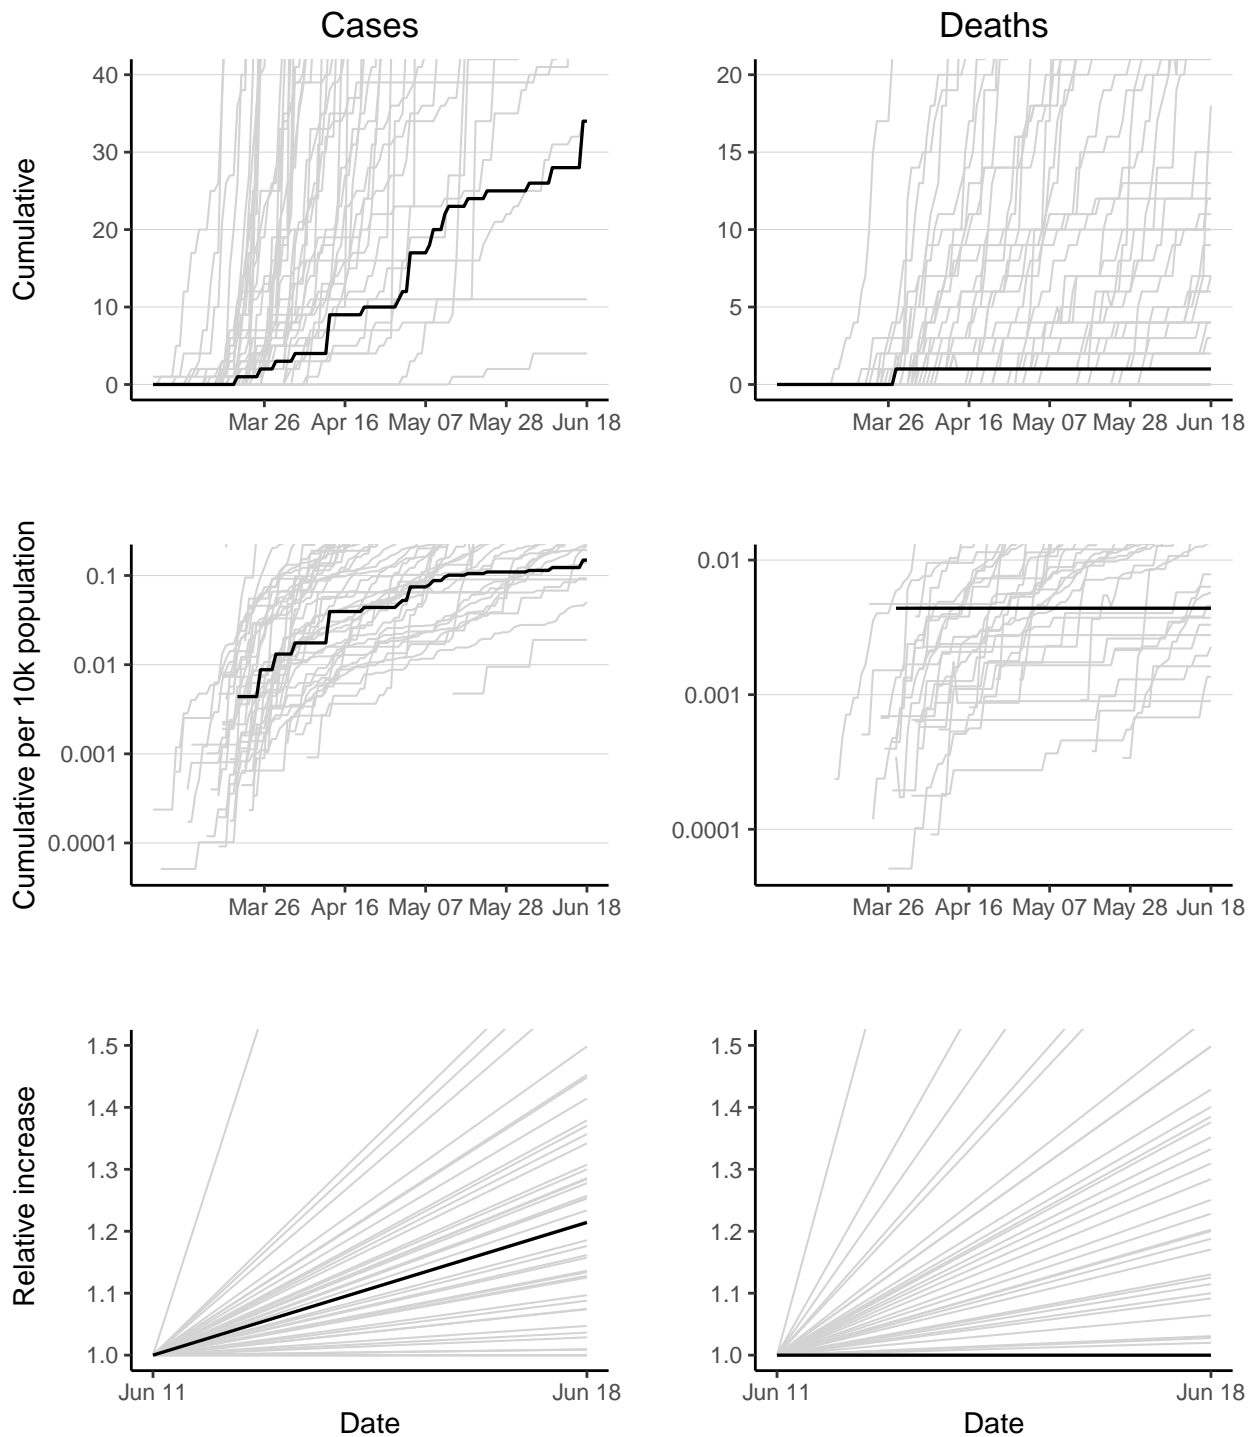 Cases
Deaths
Cumulative
40
30
20
10
0
Mar 26 Apr 16 May 07 May 28 Jun 18
20
15
10
5
0
Mar 26 Apr 16 May 07 May 28 Jun 18
Cumulative per 10k population
0.1
0.01
0.001
0.0001
Mar 26 Apr 16 May 07 May 28 Jun 18
0.01
0.001
0.0001
Mar 26 Apr 16 May 07 May 28 Jun 18
Relative increase
1.5
1.4
1.3
1.2
1.1
1.0
Jun 11 Jun 18
Date
1.5
1.4
1.3
1.2
1.1
1.0
Jun 11 Jun 18
Date